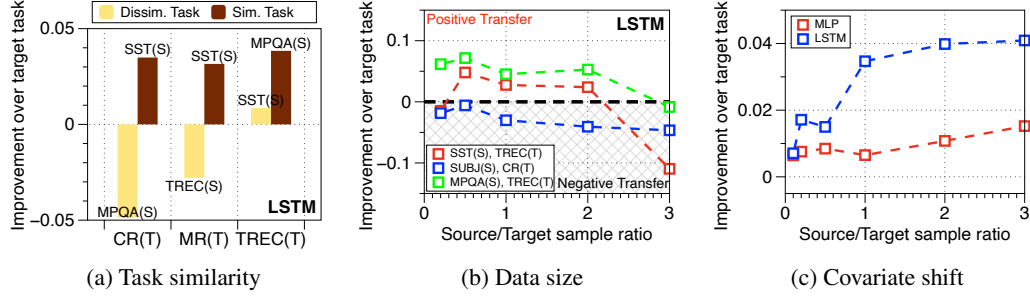 Dissim. Task
Sim. Task
Improvement over target task
0.05
0
−0.05
SST(S)
SST(S)
MPQA(S)
SST(S)
TREC(S)
MPQA(S)
LSTM
CR(T)
MR(T)
TREC(T)
(a) Task similarity
Positive Transfer
LSTM
Improvement over target task
0.1
0
−0.1
SST(S), TREC(T)
SUBJ(S), CR(T)
MPQA(S), TREC(T)
Negative Transfer
0 1 2 3
Source/Target sample ratio
(b) Data size
MLP
LSTM
Improvement over target task
0.04
0.02
0
0 1 2 3
Source/Target sample ratio
(c) Covariate shift